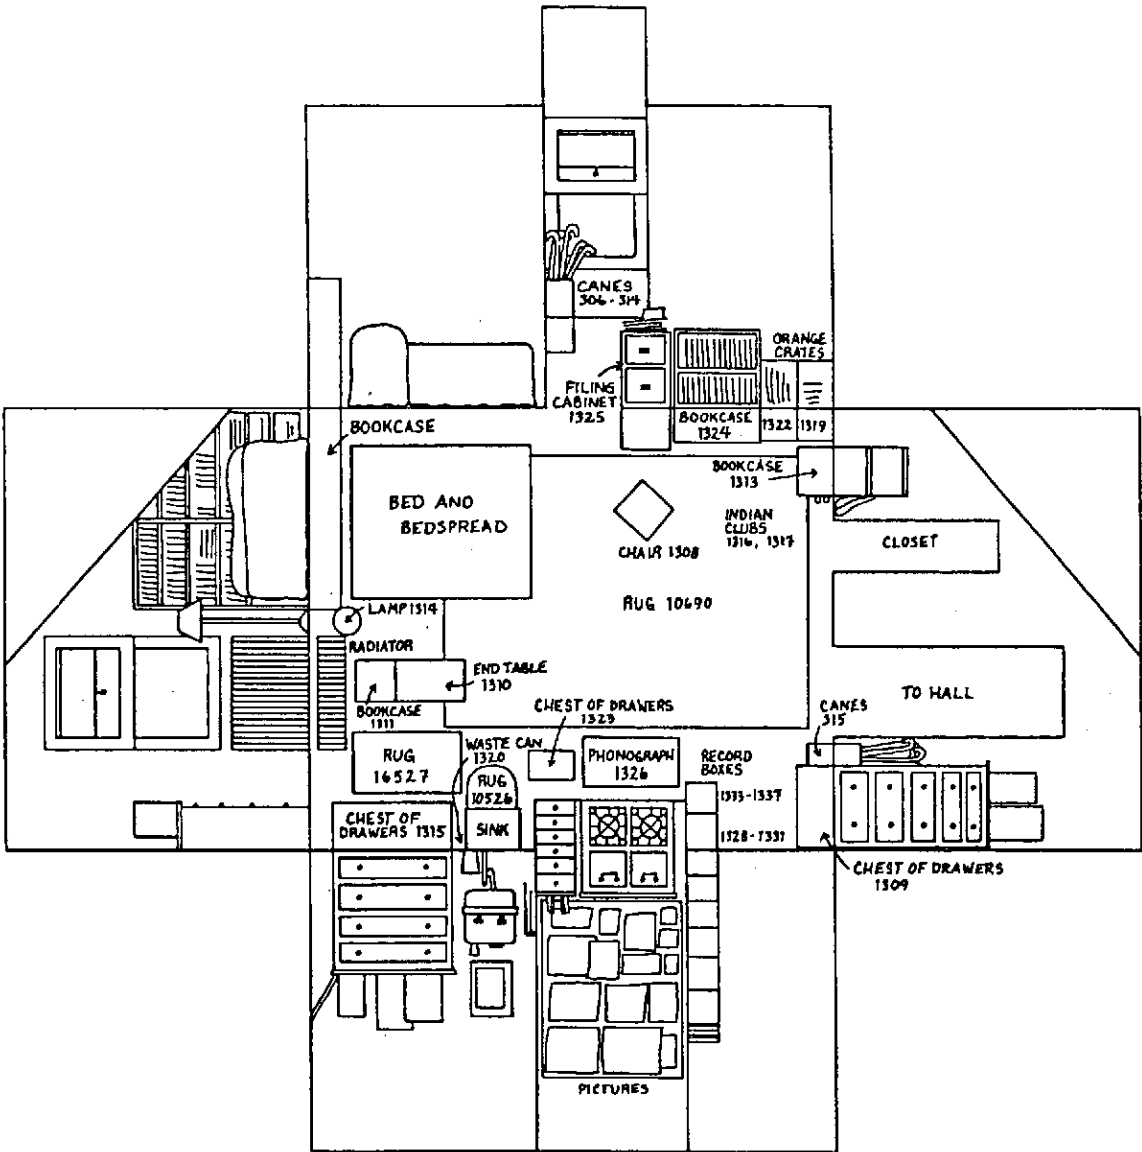 CANES
306-314
ORANGE
CRATES
FILING
CABINET
1325
BOOKCASE
1324
1322
1319
BOOKCASE
BOOKCASE
1313
BED AND
BEDSPREAD
INDIAN
CLUBS
1316, 1317
CLOSET
CHAIR 1308
RUG 10690
LAMP 1314
RADIATOR
END TABLE
1310
BOOKCASE
1311
TO HALL
CHEST OF DRAWERS
1323
CANES
315
RUG
16527
WASTE CAN
1320
RUG
10526
PHONOGRAPH
1326
RECORD
BOXES
1333-1337
1328-1331
CHEST OF
DRAWERS 1315
SINK
CHEST OF DRAWERS
1309
PICTURES